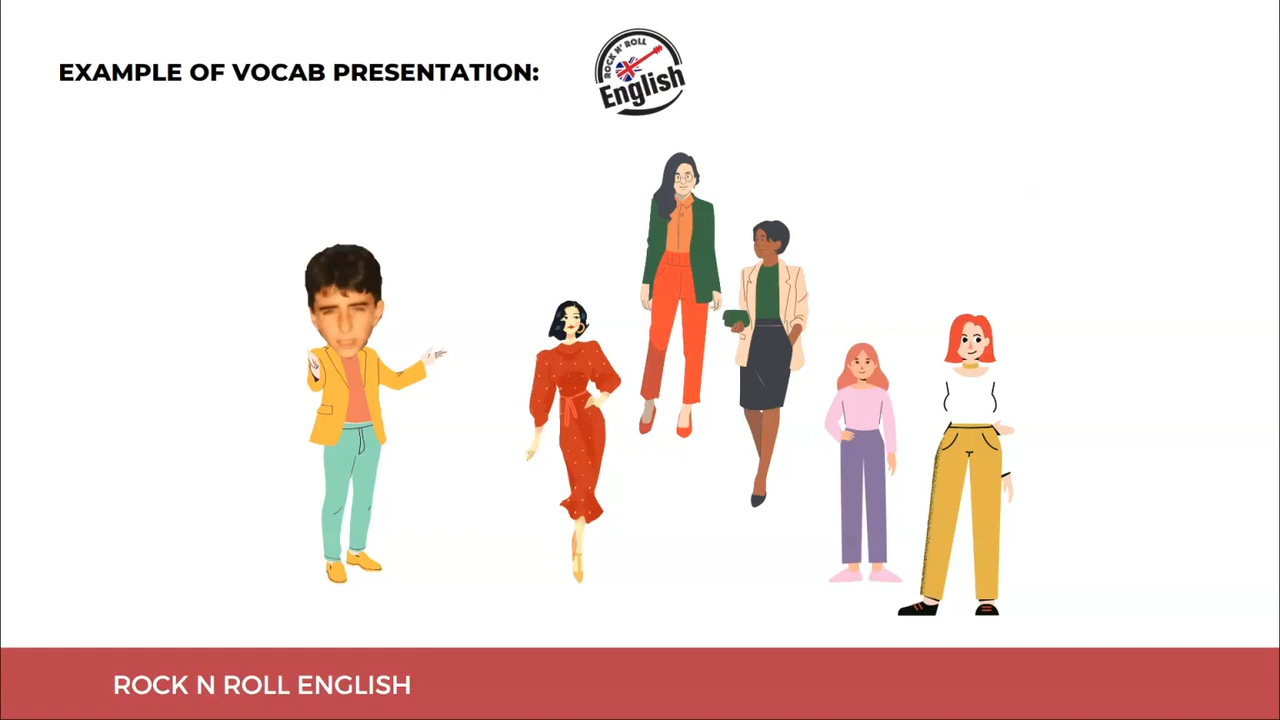 EXAMPLE OF VOCAB PRESENTATION:
ROCK N' ROLL
English
ROCK N ROLL ENGLISH